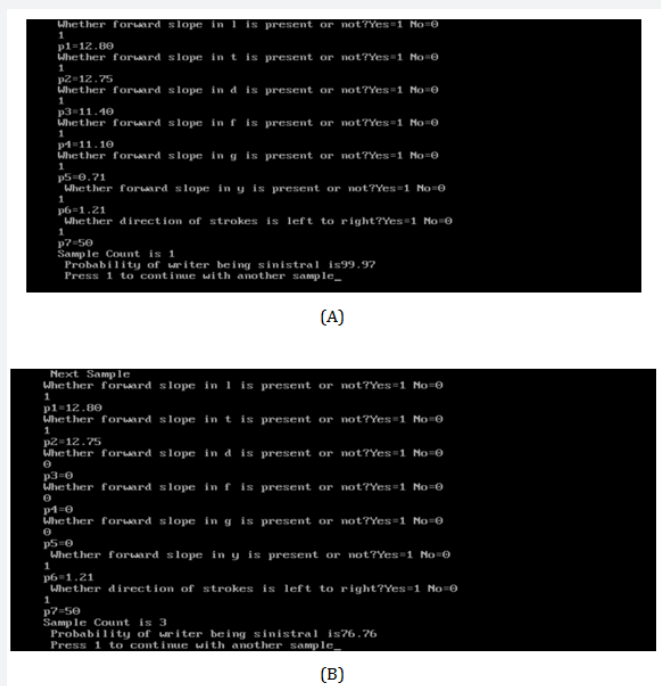 Whether forward slope in l is present or not?Yes=1 No=0
1
p1=12.80
Whether forward slope in t is present or not?Yes=1 No=0
1
p2=12.75
Whether forward slope in d is present or not?Yes=1 No=0
1
p3=11.40
Whether forward slope in f is present or not?Yes=1 No=0
1
p4=11.10
Whether forward slope in g is present or not?Yes=1 No=0
1
p5=0.71
Whether forward slope in y is present or not?Yes=1 No=0
1
p6=1.21
Whether direction of strokes is left to right?Yes=1 No=0
1
p7=50
Sample Count is 1
Probability of writer being sinistral is99.97
Press 1 to continue with another sample_
(A)
Next Sample
Whether forward slope in l is present or not?Yes=1 No=0
1
p1=12.80
Whether forward slope in t is present or not?Yes=1 No=0
1
p2=12.75
Whether forward slope in d is present or not?Yes=1 No=0
0
p3=0
Whether forward slope in f is present or not?Yes=1 No=0
0
p4=0
Whether forward slope in g is present or not?Yes=1 No=0
0
p5=0
Whether forward slope in y is present or not?Yes=1 No=0
1
p6=1.21
Whether direction of strokes is left to right?Yes=1 No=0
1
p7=50
Sample Count is 3
Probability of writer being sinistral is76.76
Press 1 to continue with another sample_
(B)